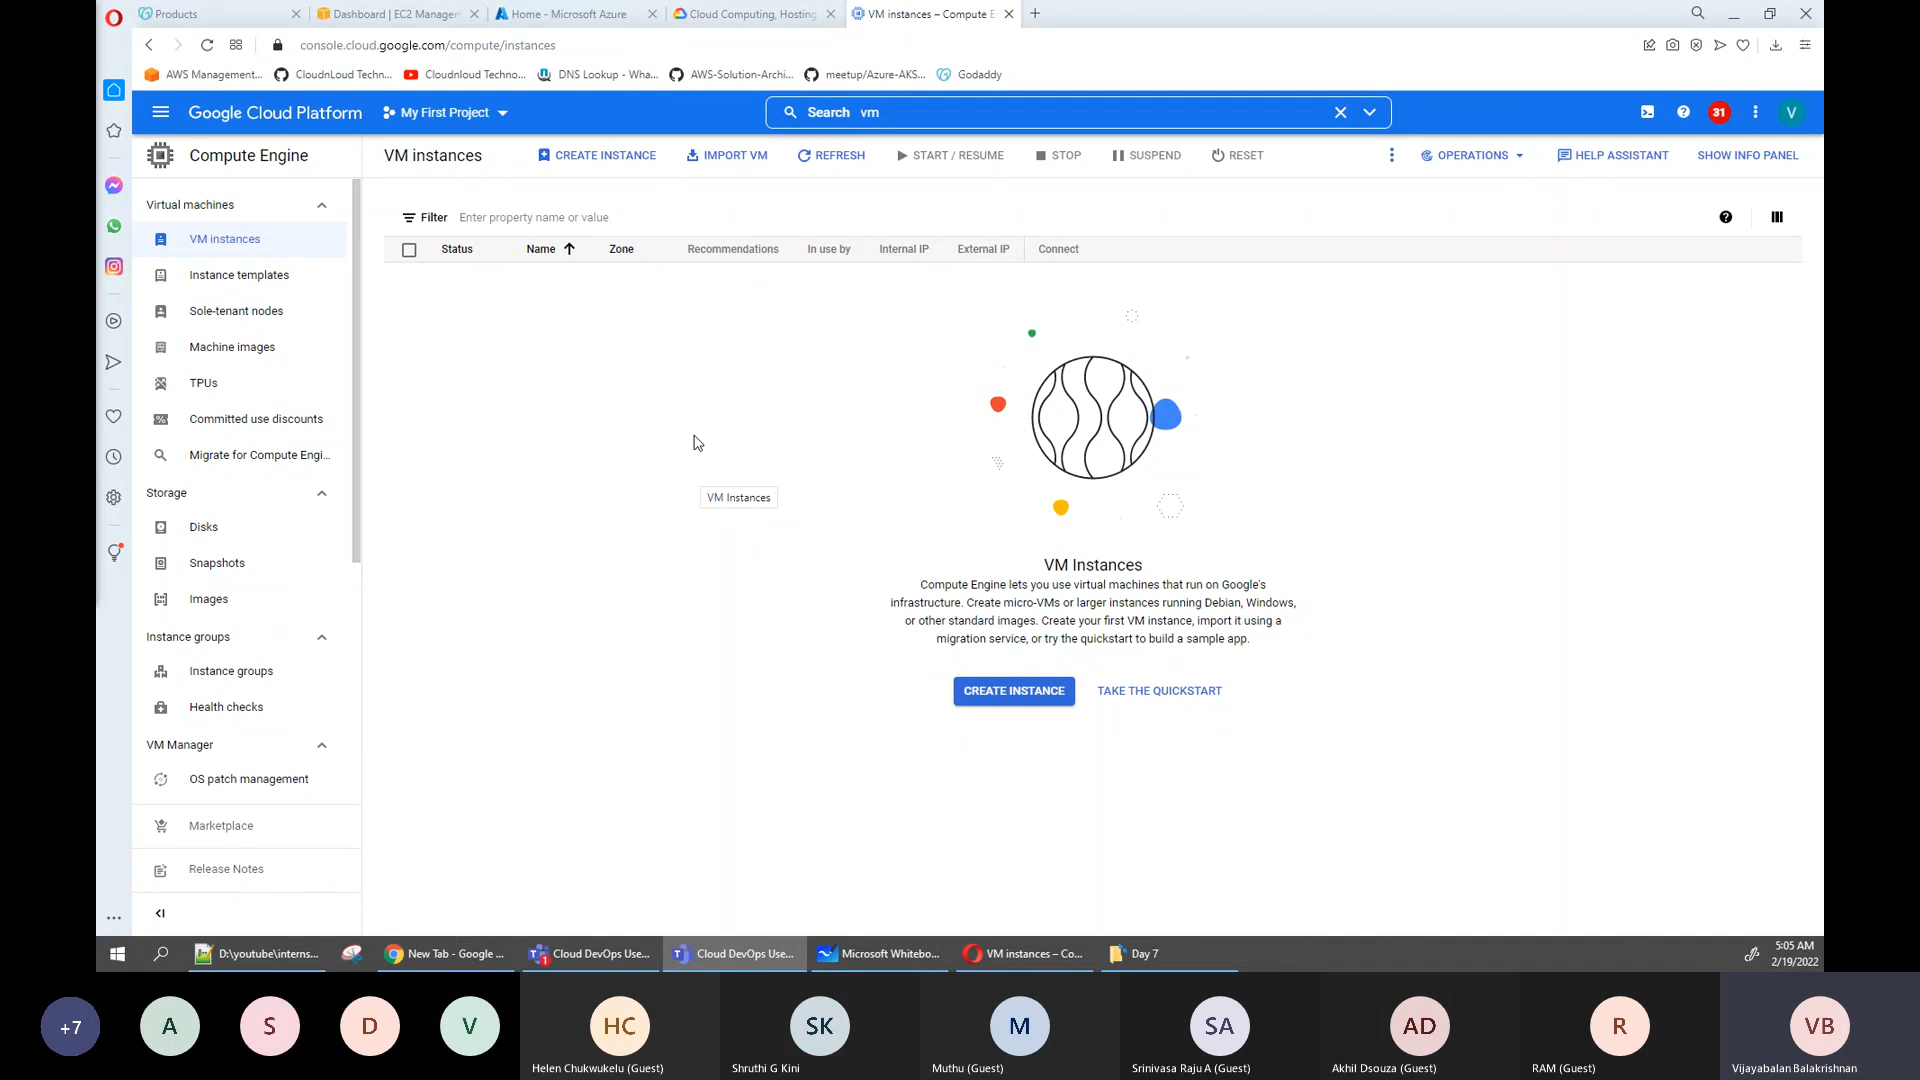 Products
Dashboard | EC2 Managem
Home - Microsoft Azure
Cloud Computing, Hosting
VM instances – Compute E
console.cloud.google.com/compute/instances
AWS Management...
CloudnLoud Techn...
Cloudnloud Techno...
DNS Lookup - Wha...
AWS-Solution-Archi...
meetup/Azure-AKS...
Godaddy
Google Cloud Platform
My First Project
Search vm
31
V
Compute Engine
VM instances
CREATE INSTANCE
IMPORT VM
REFRESH
START / RESUME
STOP
SUSPEND
RESET
OPERATIONS
HELP ASSISTANT
SHOW INFO PANEL
Virtual machines
VM instances
Instance templates
Sole-tenant nodes
Machine images
TPUs
Committed use discounts
Migrate for Compute Engi...
Storage
Disks
Snapshots
Images
Instance groups
Instance groups
Health checks
VM Manager
OS patch management
Marketplace
Release Notes
Filter Enter property name or value
Status
Name
Zone
Recommendations
In use by
Internal IP
External IP
Connect
VM Instances
VM Instances
Compute Engine lets you use virtual machines that run on Google's
infrastructure. Create micro-VMs or larger instances running Debian, Windows,
or other standard images. Create your first VM instance, import it using a
migration service, or try the quickstart to build a sample app.
CREATE INSTANCE
TAKE THE QUICKSTART
D:\youtube\interns...
New Tab - Google ...
1
Cloud DevOps Use...
Cloud DevOps Use...
Microsoft Whitebo...
VM instances – Co...
Day 7
5:05 AM
2/19/2022
+7
A
S
D
V
HC
SK
M
SA
AD
R
VB
Helen Chukwukelu (Guest)
Shruthi G Kini
Muthu (Guest)
Srinivasa Raju A (Guest)
Akhil Dsouza (Guest)
RAM (Guest)
Vijayabalan Balakrishnan